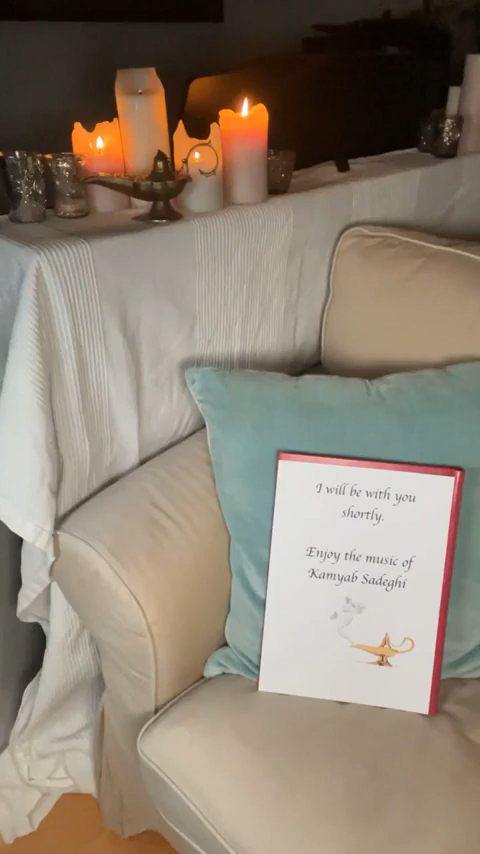 I will be with you
shortly.
Enjoy the music of
Kamyab Sadeghi